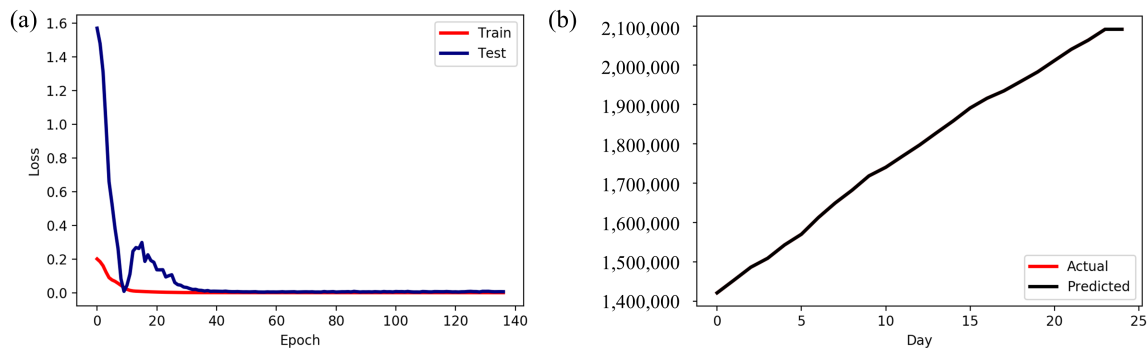 (a)
1.6
1.4
1.2
1.0
0.8
0.6
0.4
0.2
0.0
Loss
0 20 40 60 80 100 120 140
Epoch
Train
Test
(b)
2,100,000
2,000,000
1,900,000
1,800,000
1,700,000
1,600,000
1,500,000
1,400,000
0 5 10 15 20 25
Day
Actual
Predicted